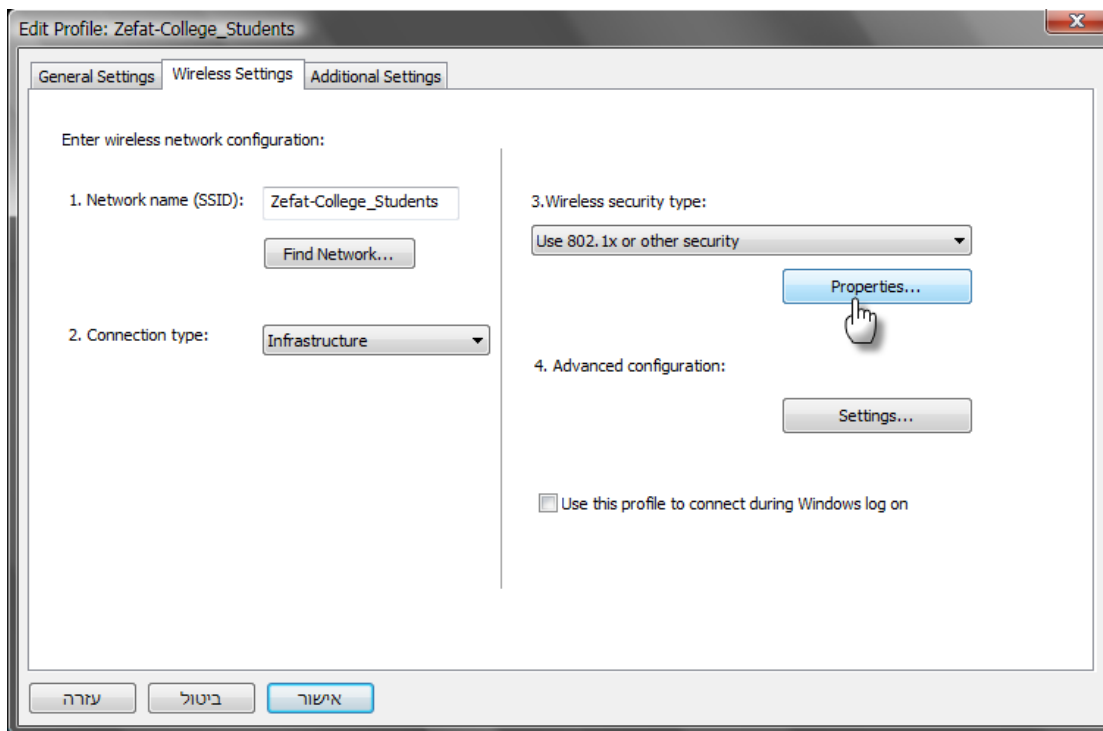 Edit Profile: Zefat-College_Students
General Settings Wireless Settings Additional Settings
Enter wireless network configuration:
1. Network name (SSID): Zefat-College_Students
Find Network...
2. Connection type: Infrastructure
3.Wireless security type:
Use 802.1x or other security
Properties...
4. Advanced configuration:
Settings...
Use this profile to connect during Windows log on
עזרה ביטול אישור